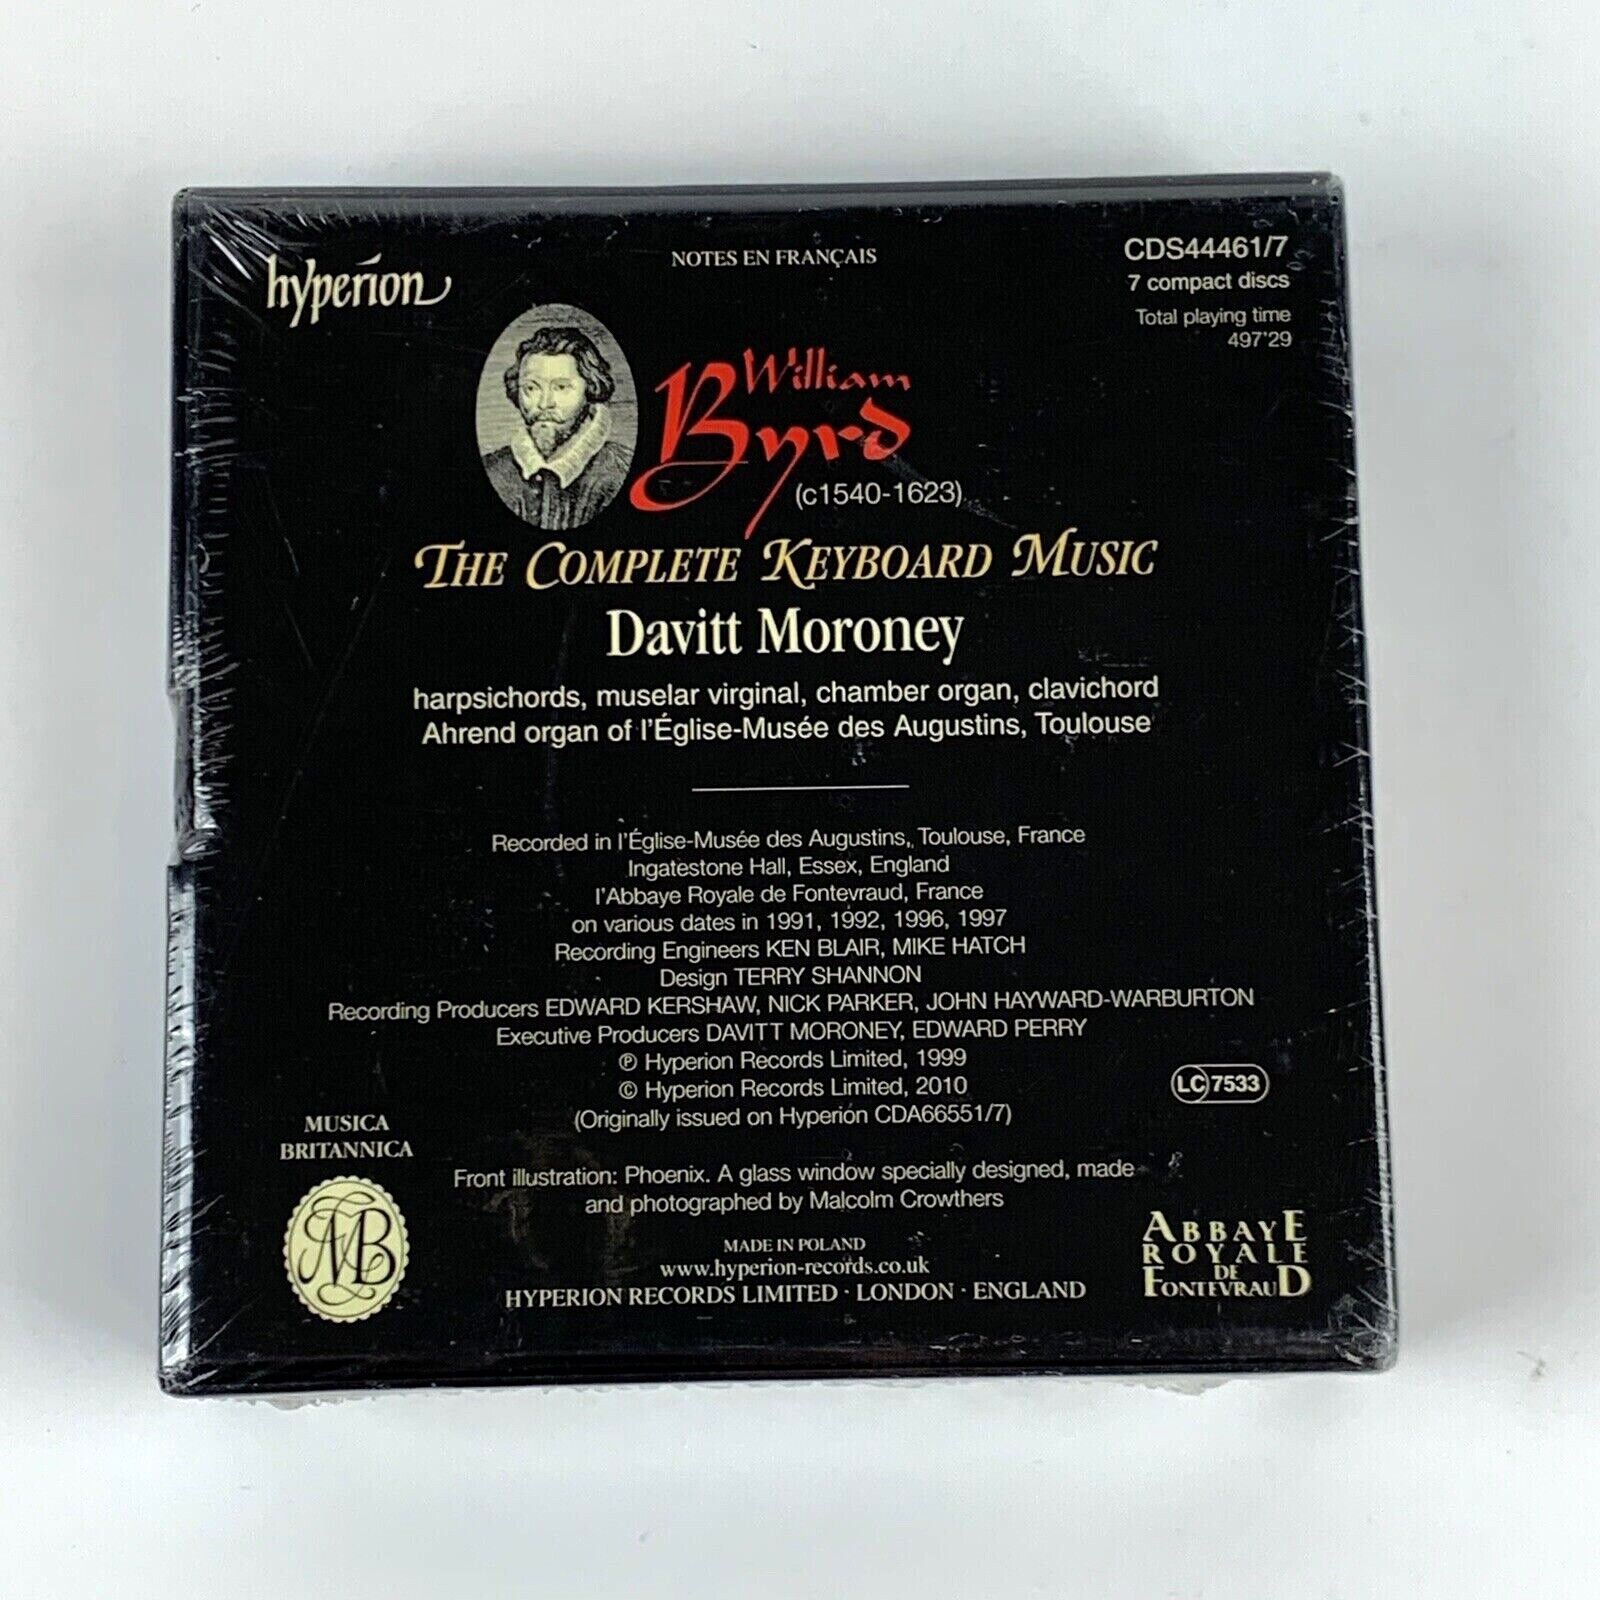 hyperion
NOTES EN FRANÇAIS
CDS44461/7
7 compact discs
Total playing time
497'29
William
Byrd
(c1540-1623)
THE COMPLETE KEYBOARD MUSIC
Davitt Moroney
harpsichords, muselar virginal, chamber organ, clavichord
Ahrend organ of l'Église-Musée des Augustins, Toulouse
Recorded in l'Église-Musée des Augustins, Toulouse, France
Ingatestone Hall, Essex, England
l'Abbaye Royale de Fontevraud, France
on various dates in 1991, 1992, 1996, 1997
Recording Engineers KEN BLAIR, MIKE HATCH
Design TERRY SHANNON
Recording Producers EDWARD KERSHAW, NICK PARKER, JOHN HAYWARD-WARBURTON
Executive Producers DAVITT MORONEY, EDWARD PERRY
℗ Hyperion Records Limited, 1999
© Hyperion Records Limited, 2010
(Originally issued on Hyperion CDA66551/7)
LC 7533
MUSICA
BRITANNICA
MB
Front illustration: Phoenix. A glass window specially designed, made
and photographed by Malcolm Crowthers
MADE IN POLAND
www.hyperion-records.co.uk
HYPERION RECORDS LIMITED · LONDON · ENGLAND
ABBAYE
ROYALE
DE
FONTEVRAUD